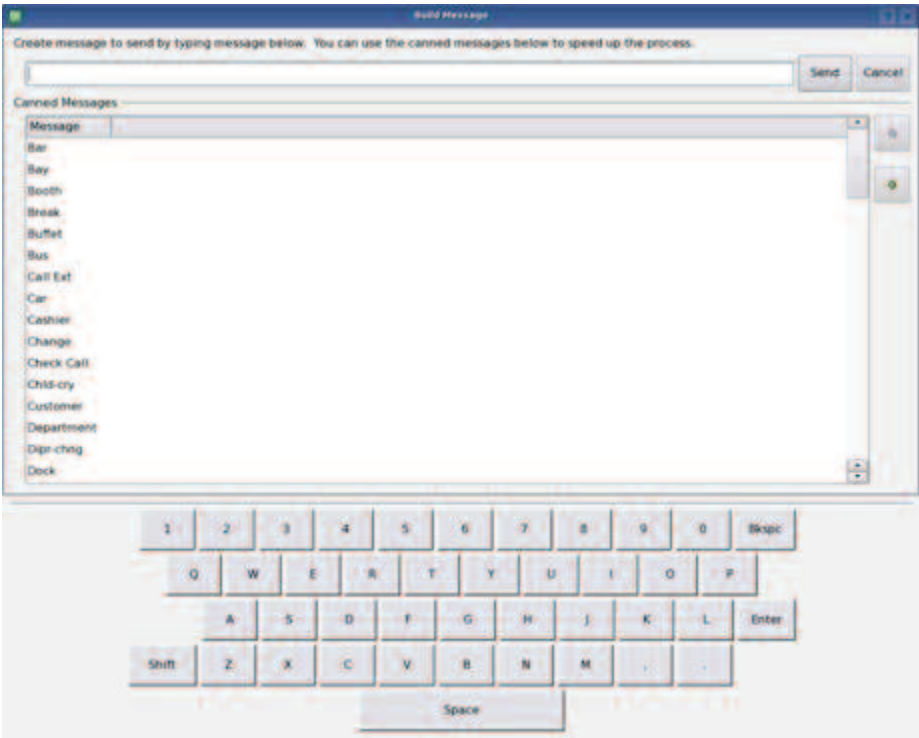 Build Message
Create message to send by typing message below. You can use the canned messages below to speed up the process.
Send Cancel
Canned Messages
Message
Bar
Bay
Booth
Break
Buffet
Bus
Call Ext
Car
Cashier
Change
Check Call
Chld-cry
Customer
Department
Dipr-chng
Dock
1 2 3 4 5 6 7 8 9 0 Bkspc
Q W E R T Y U I O P
A S D F G H J K L Enter
Shift Z X C V B N M , .
Space